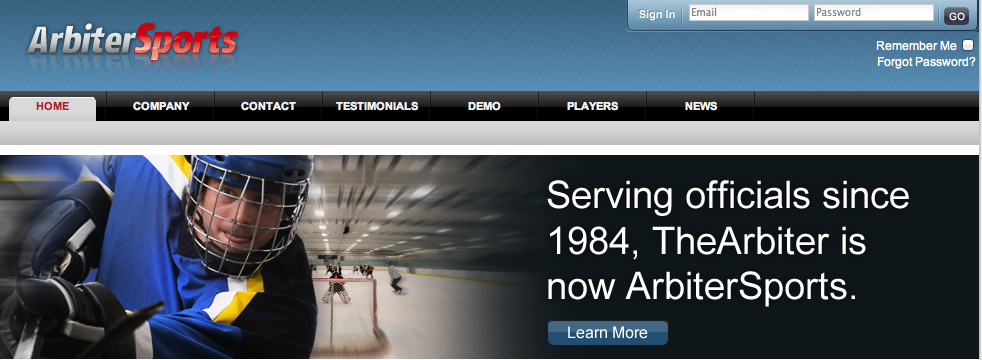 Sign In Email Password GO
ArbiterSports
Remember Me
Forgot Password?
HOME COMPANY CONTACT TESTIMONIALS DEMO PLAYERS NEWS
Serving officials since
1984, TheArbiter is
now ArbiterSports.
Learn More